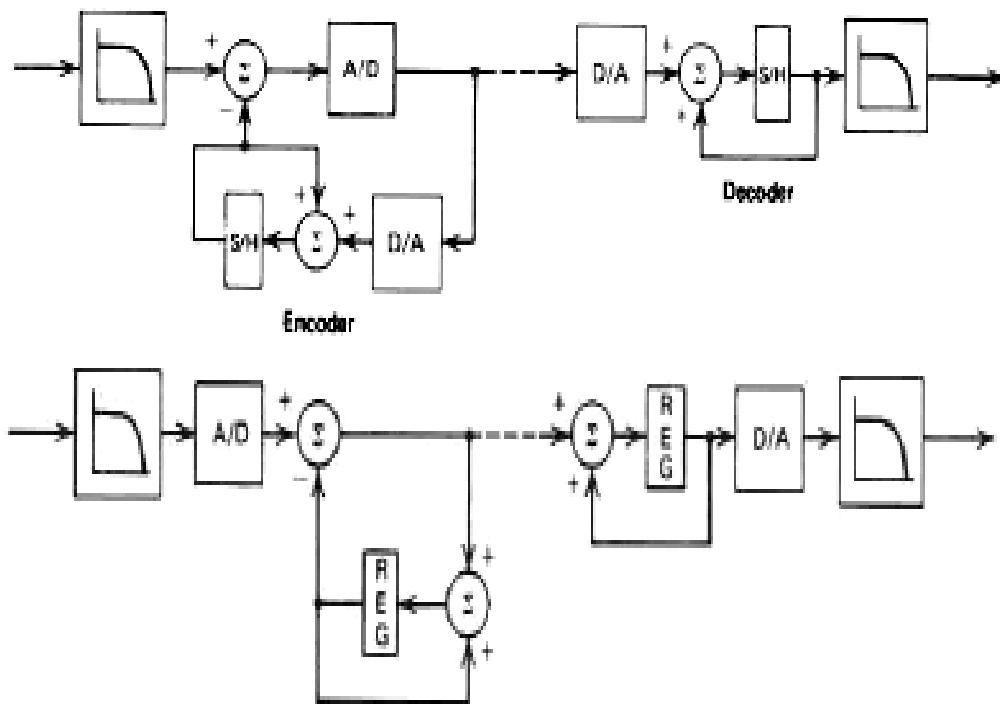 + Σ A/D D/A + Σ S/H
− +
Decoder
+ +
S/H Σ D/A
Encoder
A/D + Σ + Σ R E G D/A
− +
R E G + Σ
+